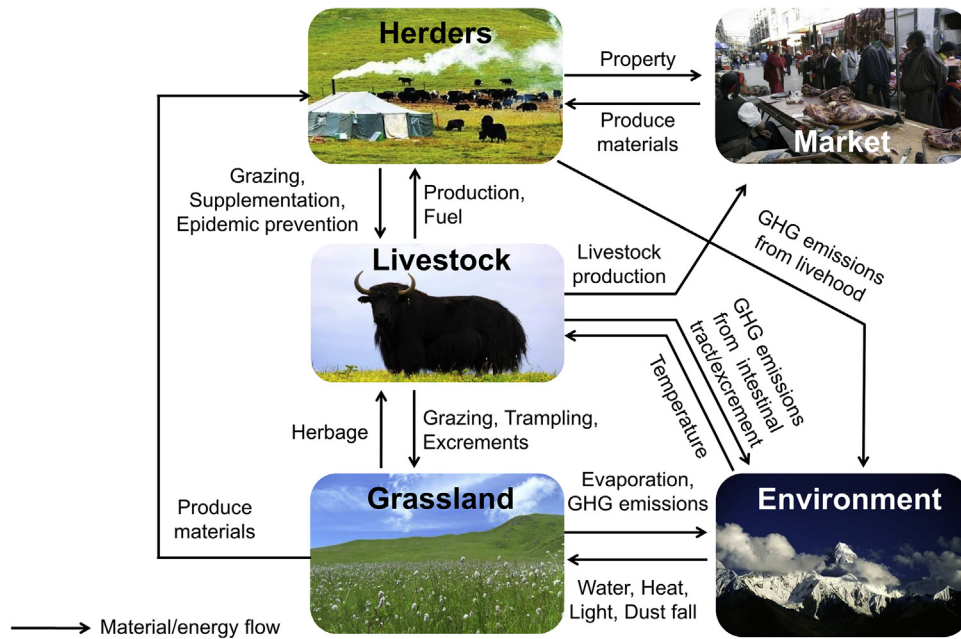 Herders
Property
Produce
materials
Market
Grazing,
Supplementation,
Epidemic prevention
Production,
Fuel
GHG emissions
from livehood
Livestock
Livestock
production
GHG emissions
from intestinal
tract/excrement
Temperature
Herbage
Grazing, Trampling,
Excrements
Grassland
Evaporation,
GHG emissions
Environment
Produce
materials
Water, Heat,
Light, Dust fall
Material/energy flow